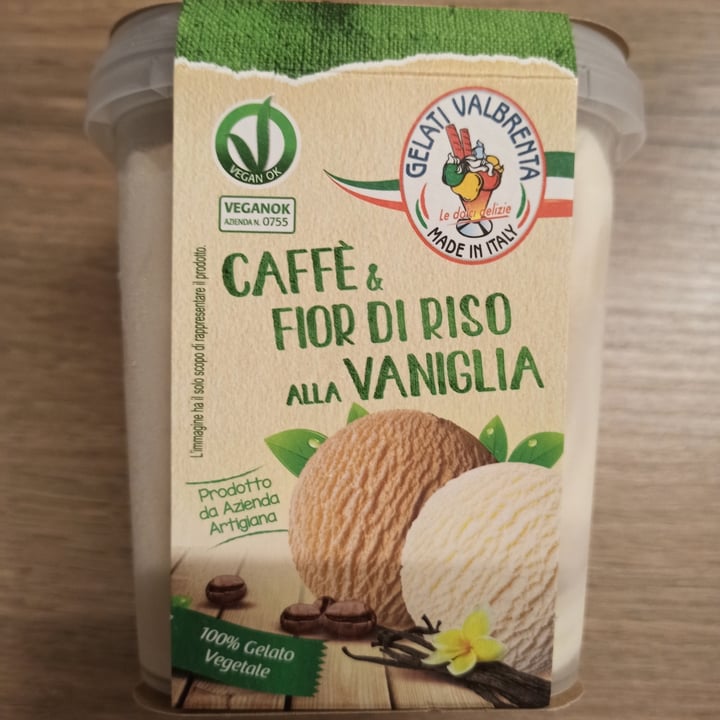 VEGAN OK
VEGANOK
AZIENDA N. 0755
GELATI VALBRENTA
Le dolci delizie
MADE IN ITALY
CAFFÈ &
FIOR DI RISO
ALLA VANIGLIA
L'immagine ha il solo scopo di rappresentare il prodotto.
Prodotto
da Azienda
Artigiana
100% Gelato
Vegetale